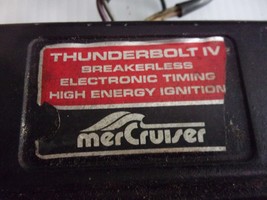 THUNDERBOLT IV
BREAKERLESS
ELECTRONIC TIMING
HIGH ENERGY IGNITION
merCruiser